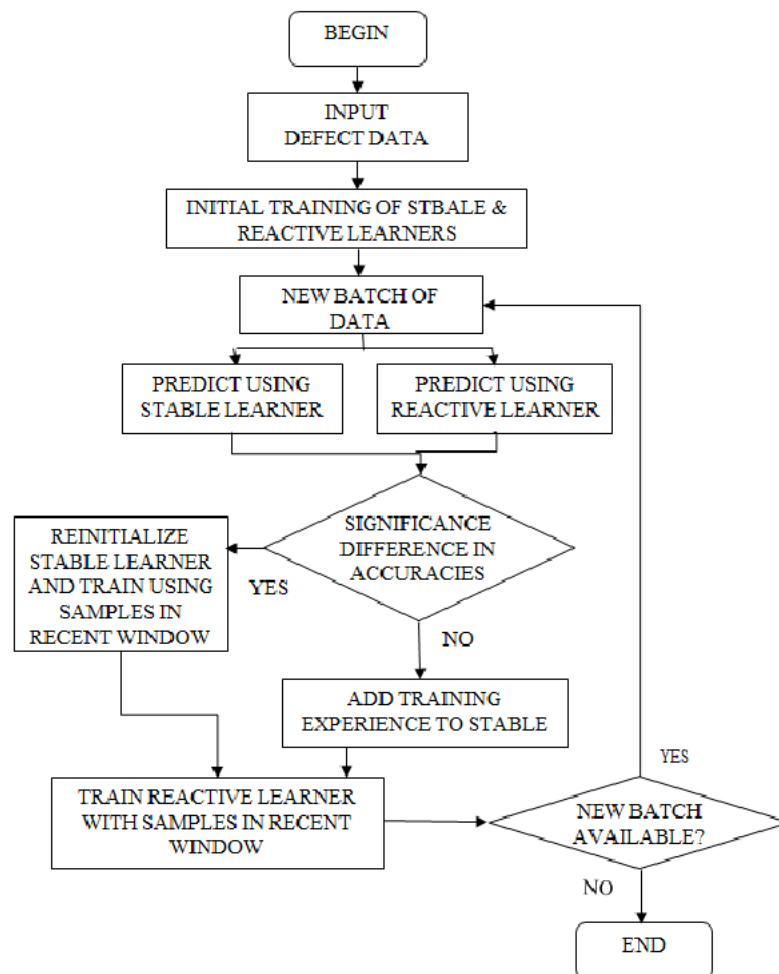 BEGIN
INPUT
DEFECT DATA
INITIAL TRAINING OF STBALE &
REACTIVE LEARNERS
NEW BATCH OF
DATA
PREDICT USING
STABLE LEARNER
PREDICT USING
REACTIVE LEARNER
SIGNIFICANCE
DIFFERENCE IN
ACCURACIES
YES
REINITIALIZE
STABLE LEARNER
AND TRAIN USING
SAMPLES IN
RECENT WINDOW
NO
ADD TRAINING
EXPERIENCE TO STABLE
TRAIN REACTIVE LEARNER
WITH SAMPLES IN RECENT
WINDOW
YES
NEW BATCH
AVAILABLE?
NO
END